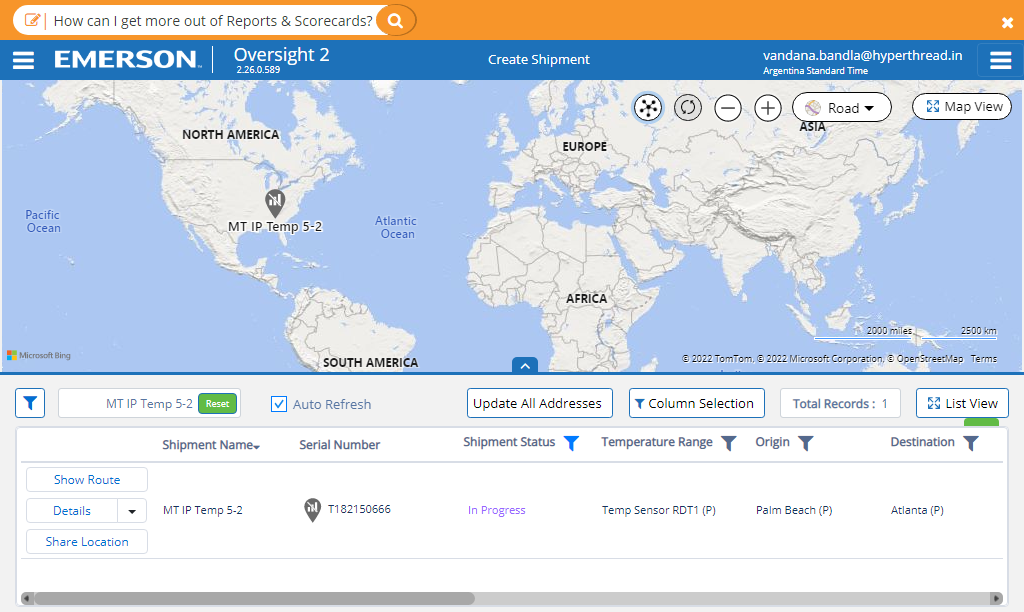 How can I get more out of Reports & Scorecards?
EMERSON
Oversight 2
2.26.0.589
Create Shipment
vandana.bandla@hyperthread.in
Argentina Standard Time
Road
Map View
NORTH AMERICA
EUROPE
ASIA
Pacific
Ocean
MT IP Temp 5-2
Atlantic
Ocean
AFRICA
SOUTH AMERICA
2000 miles
2500 km
Microsoft Bing
© 2022 TomTom, © 2022 Microsoft Corporation, © OpenStreetMap Terms
MT IP Temp 5-2
Reset
Auto Refresh
Update All Addresses
Column Selection
Total Records : 1
List View
Shipment Name
Serial Number
Shipment Status
Temperature Range
Origin
Destination
Show Route
Details
MT IP Temp 5-2
T182150666
In Progress
Temp Sensor RDT1 (P)
Palm Beach (P)
Atlanta (P)
Share Location